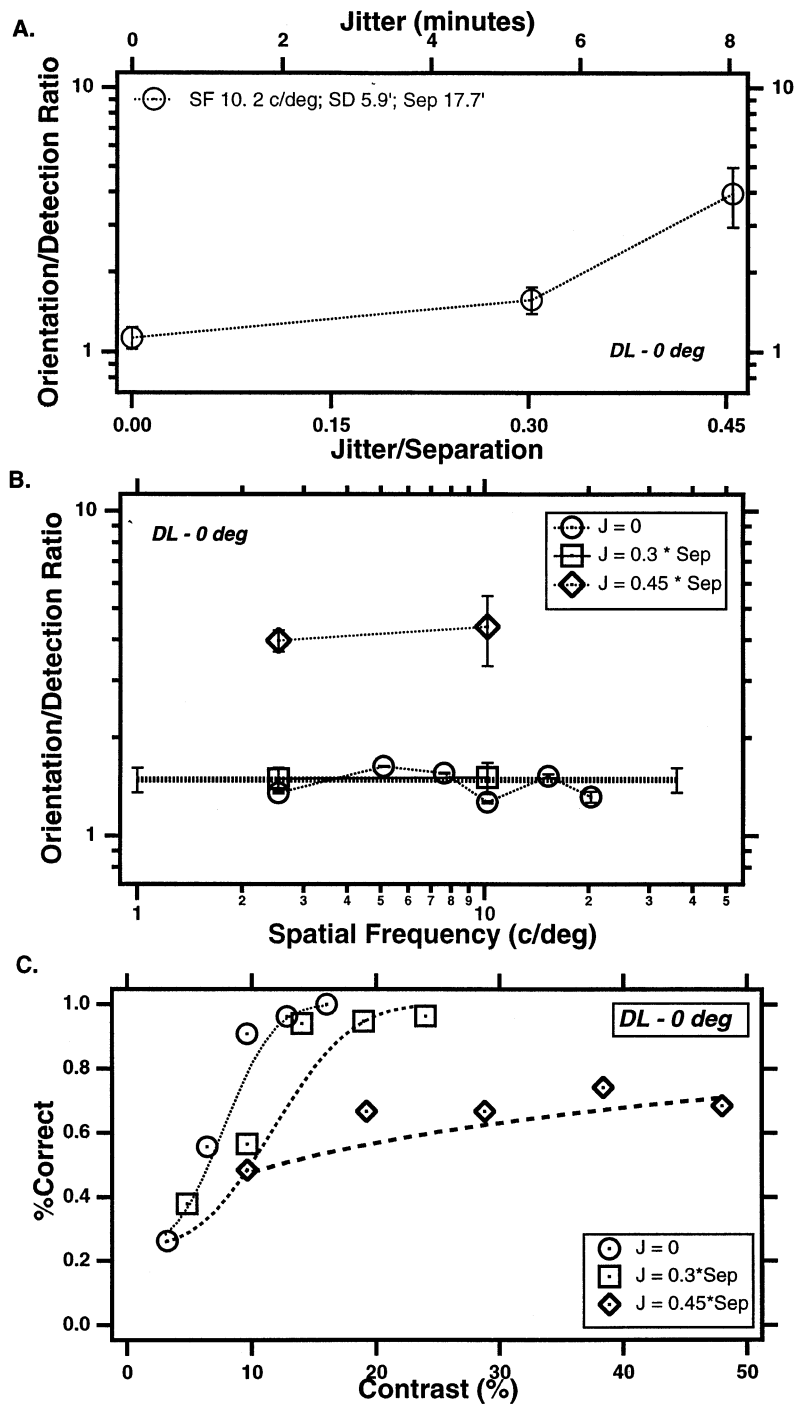 A.
Jitter (minutes)
0 2 4 6 8
10 10
Orientation/Detection Ratio
SF 10. 2 c/deg; SD 5.9'; Sep 17.7'
DL - 0 deg
1 1
0.00 0.15 0.30 0.45
Jitter/Separation
B.
10
Orientation/Detection Ratio
DL - 0 deg
J = 0
J = 0.3 * Sep
J = 0.45 * Sep
1
1 2 3 4 5 6 7 8 9 10 2 3 4 5
Spatial Frequency (c/deg)
C.
%Correct
1.0
0.8
0.6
0.4
0.2
0.0
DL - 0 deg
J = 0
J = 0.3*Sep
J = 0.45*Sep
0 10 20 30 40 50
Contrast (%)